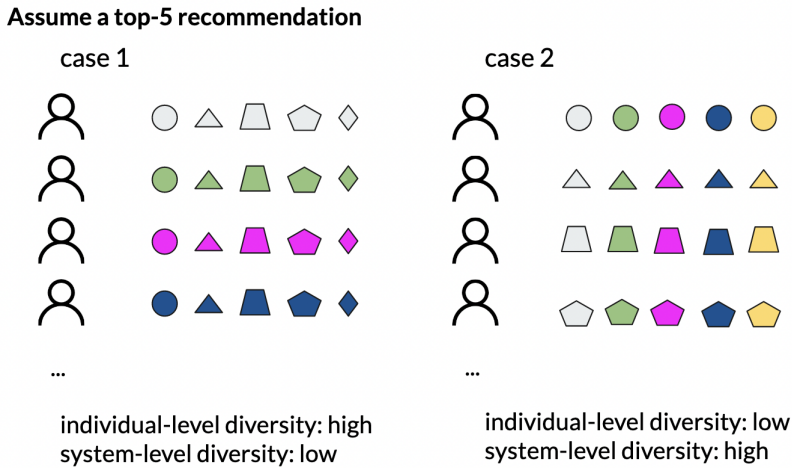 Assume a top-5 recommendation
case 1
case 2
...
...
individual-level diversity: high
system-level diversity: low
individual-level diversity: low
system-level diversity: high